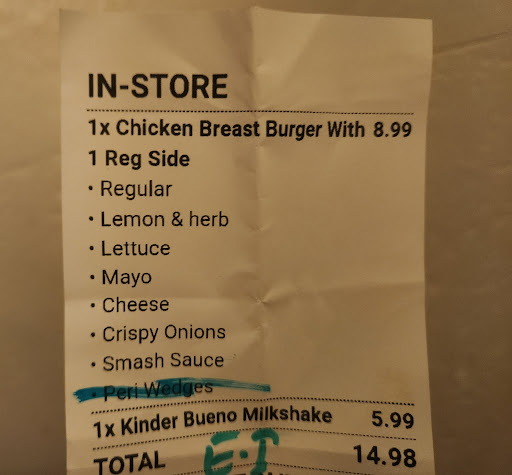 IN-STORE
1x Chicken Breast Burger With 8.99
1 Reg Side
• Regular
• Lemon & herb
• Lettuce
• Mayo
• Cheese
• Crispy Onions
• Smash Sauce
• Peri Wedges
1x Kinder Bueno Milkshake 5.99
TOTAL 14.98